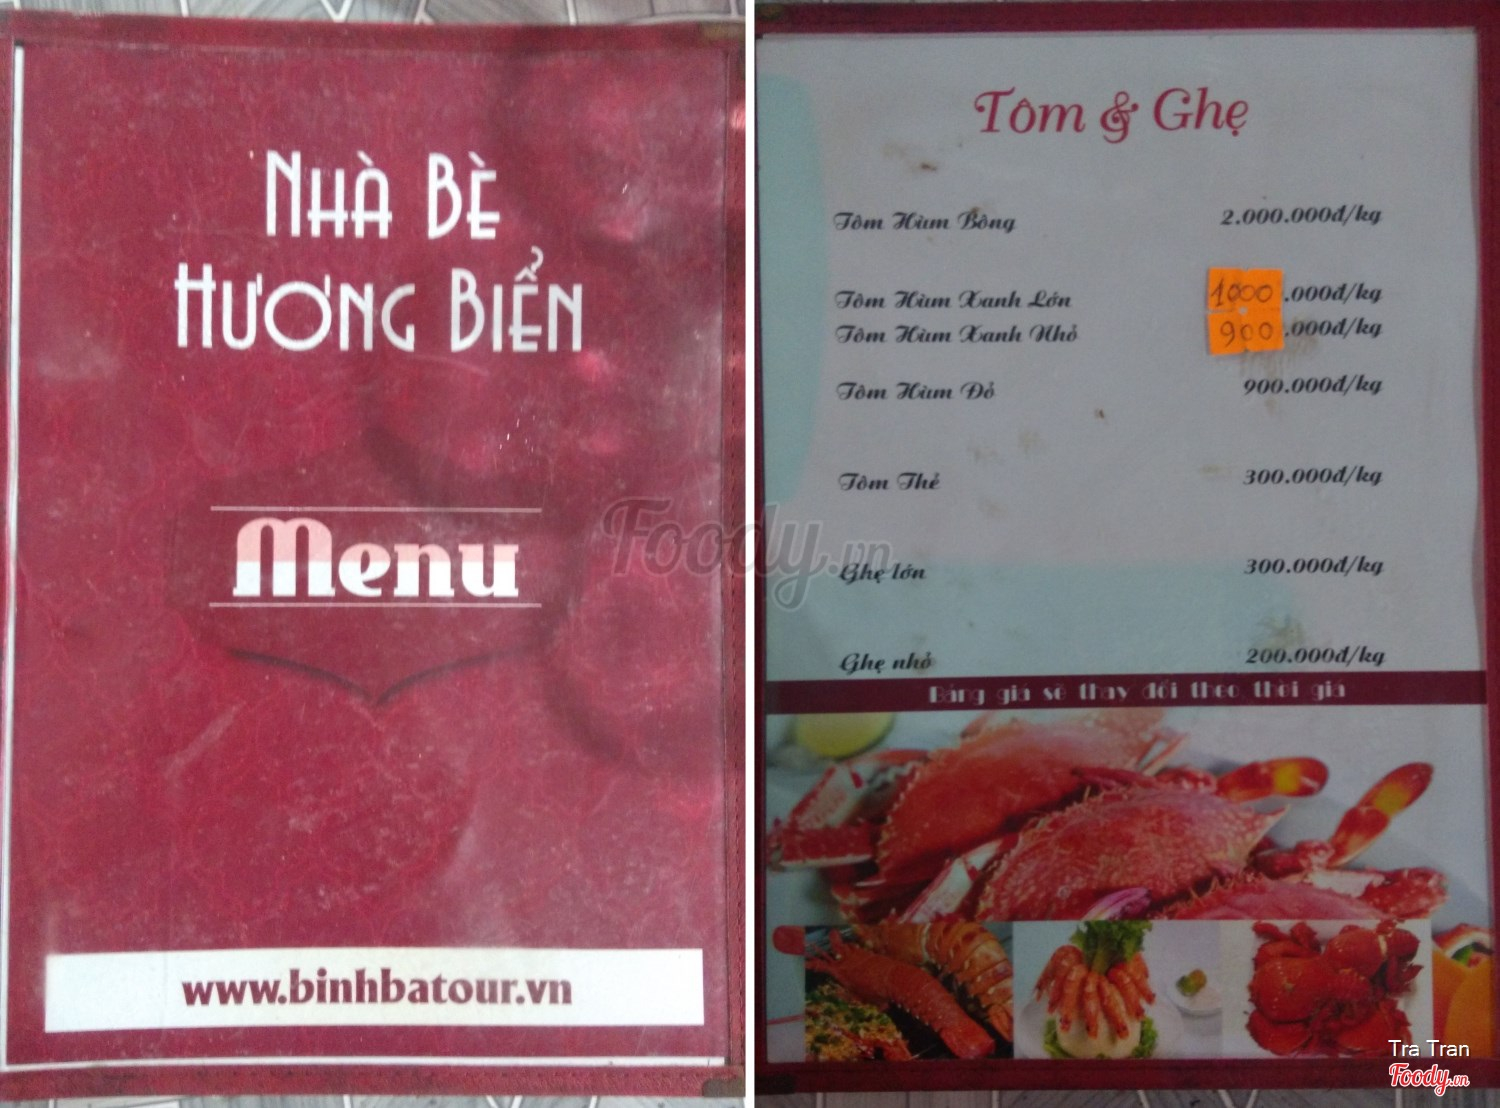 NHÀ BÈ
HƯƠNG BIỂN
Menu
www.binhbatour.vn
Tôm & Ghẹ
Tôm Hùm Bông 2.000.000đ/kg
Tôm Hùm Xanh Lớn 1000.000đ/kg
Tôm Hùm Xanh Nhỏ 900.000đ/kg
Tôm Hùm Đỏ 900.000đ/kg
Tôm Thẻ 300.000đ/kg
Ghẹ lớn 300.000đ/kg
Ghẹ nhỏ 200.000đ/kg
Bảng giá sẽ thay đổi theo thời giá
Foody.vn
Tra Tran
Foody.vn